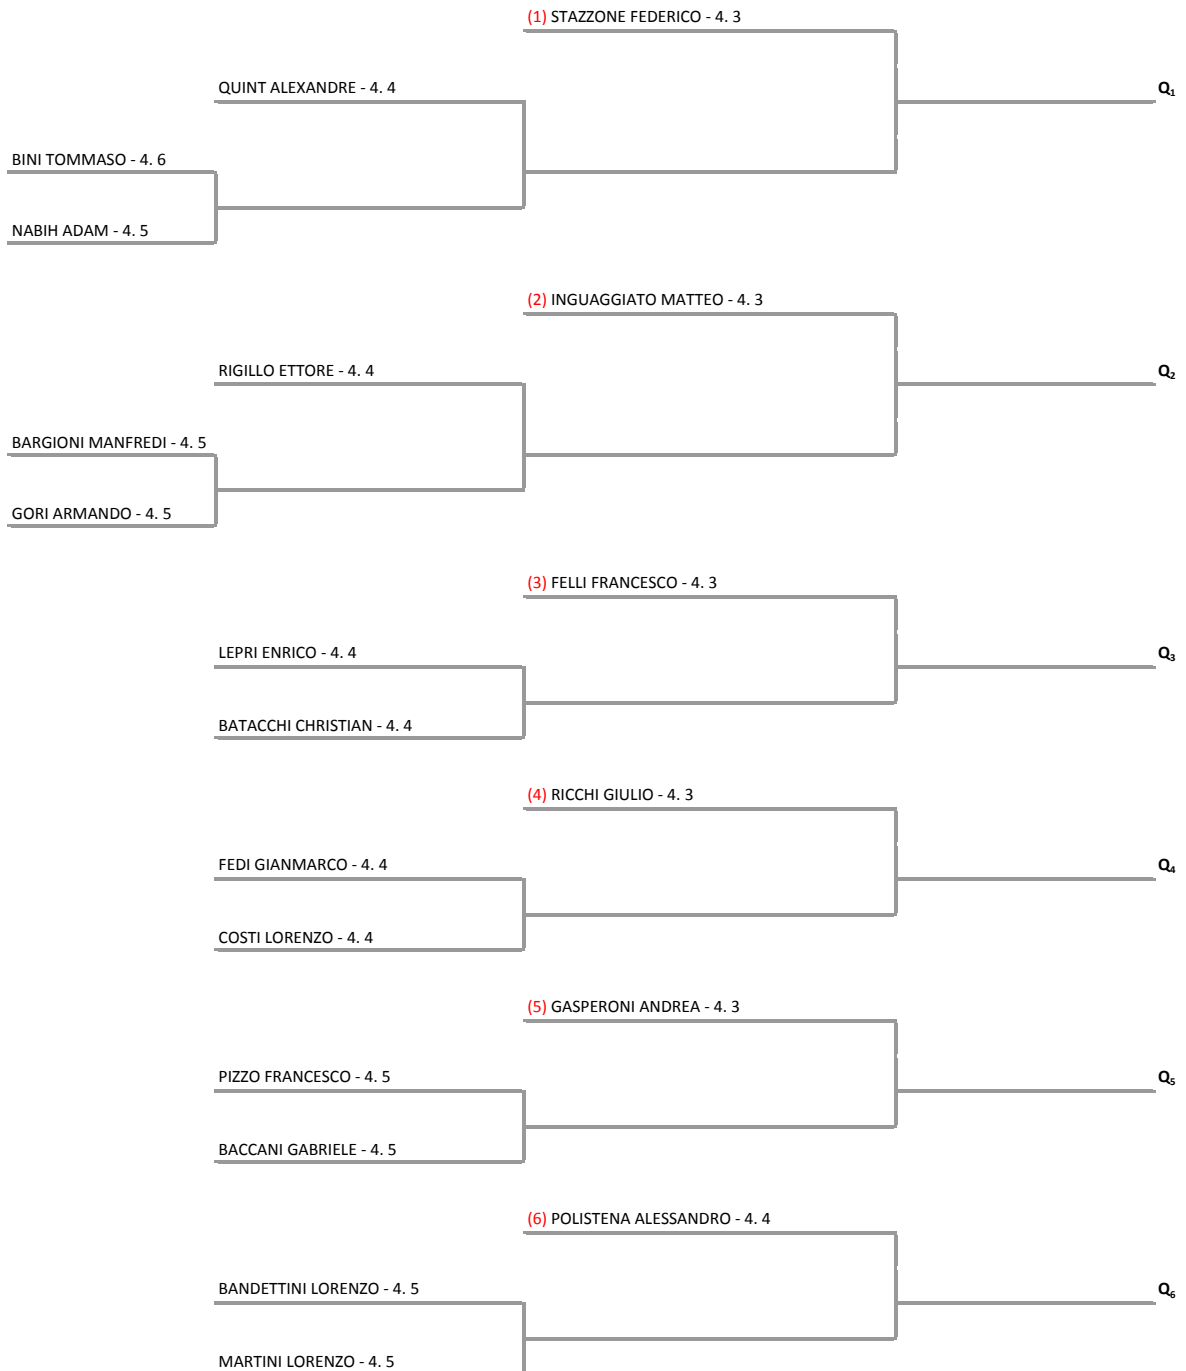 (1) STAZZONE FEDERICO - 4. 3
QUINT ALEXANDRE - 4. 4
Q₁
BINI TOMMASO - 4. 6
NABIH ADAM - 4. 5
(2) INGUAGGIATO MATTEO - 4. 3
RIGILLO ETTORE - 4. 4
Q₂
BARGIONI MANFREDI - 4. 5
GORI ARMANDO - 4. 5
(3) FELLI FRANCESCO - 4. 3
LEPRI ENRICO - 4. 4
Q₃
BATACCHI CHRISTIAN - 4. 4
(4) RICCHI GIULIO - 4. 3
FEDI GIANMARCO - 4. 4
Q₄
COSTI LORENZO - 4. 4
(5) GASPERONI ANDREA - 4. 3
PIZZO FRANCESCO - 4. 5
Q₅
BACCANI GABRIELE - 4. 5
(6) POLISTENA ALESSANDRO - 4. 4
BANDETTINI LORENZO - 4. 5
Q₆
MARTINI LORENZO - 4. 5